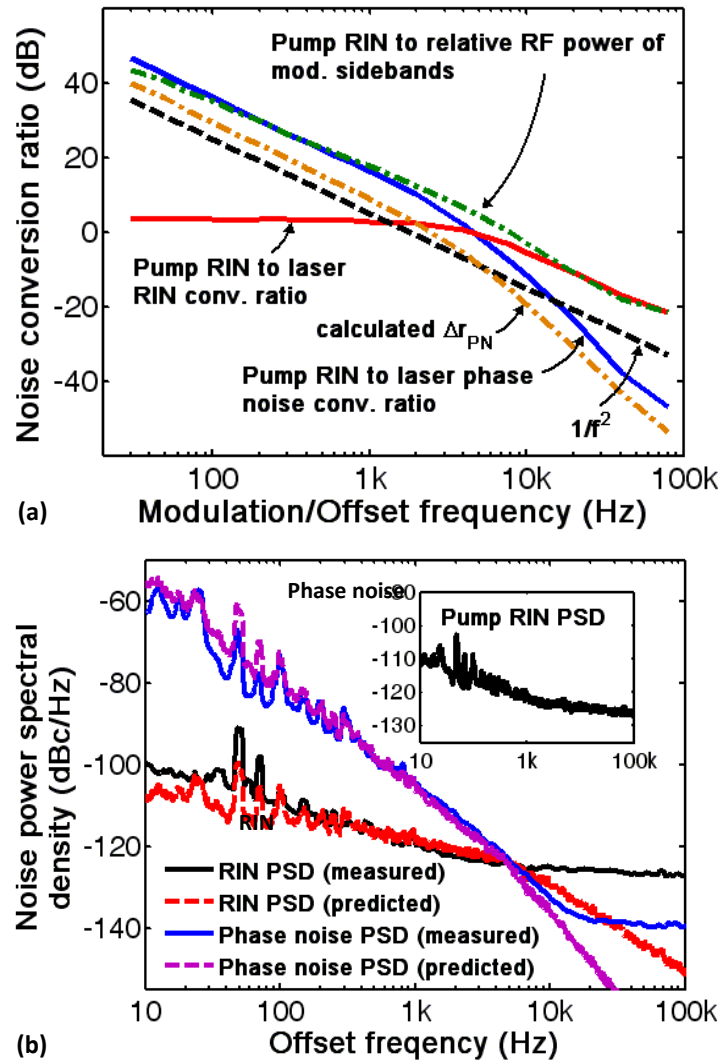 Noise conversion ratio (dB)
40
20
0
-20
-40
Pump RIN to relative RF power of
mod. sidebands
Pump RIN to laser
RIN conv. ratio
calculated Δr_PN
Pump RIN to laser phase
noise conv. ratio
1/f²
100
1k
10k
100k
(a)
Modulation/Offset frequency (Hz)
Noise power spectral
density (dBc/Hz)
-60
-80
-100
-120
-140
Phase noise
-90
-100
-110
-120
-130
Pump RIN PSD
10
1k
100k
RIN
RIN PSD (measured)
RIN PSD (predicted)
Phase noise PSD (measured)
Phase noise PSD (predicted)
10
100
1k
10k
100k
(b)
Offset freqency (Hz)